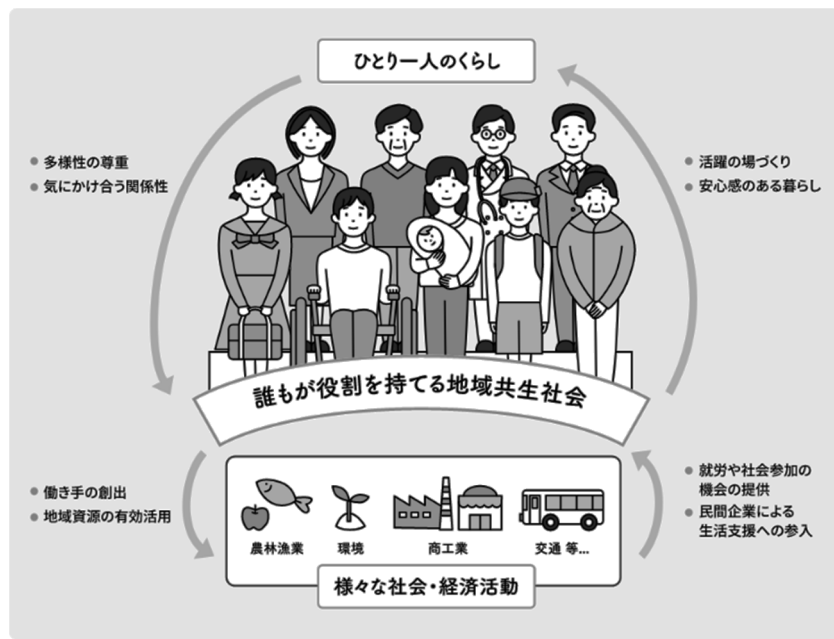 ひとり一人のくらし
● 多様性の尊重
● 気にかけ合う関係性
● 活躍の場づくり
● 安心感のある暮らし
誰もが役割を持てる地域共生社会
● 働き手の創出
● 地域資源の有効活用
● 就労や社会参加の
機会の提供
● 民間企業による
生活支援への参入
農林漁業
環境
商工業
交通 等...
様々な社会・経済活動